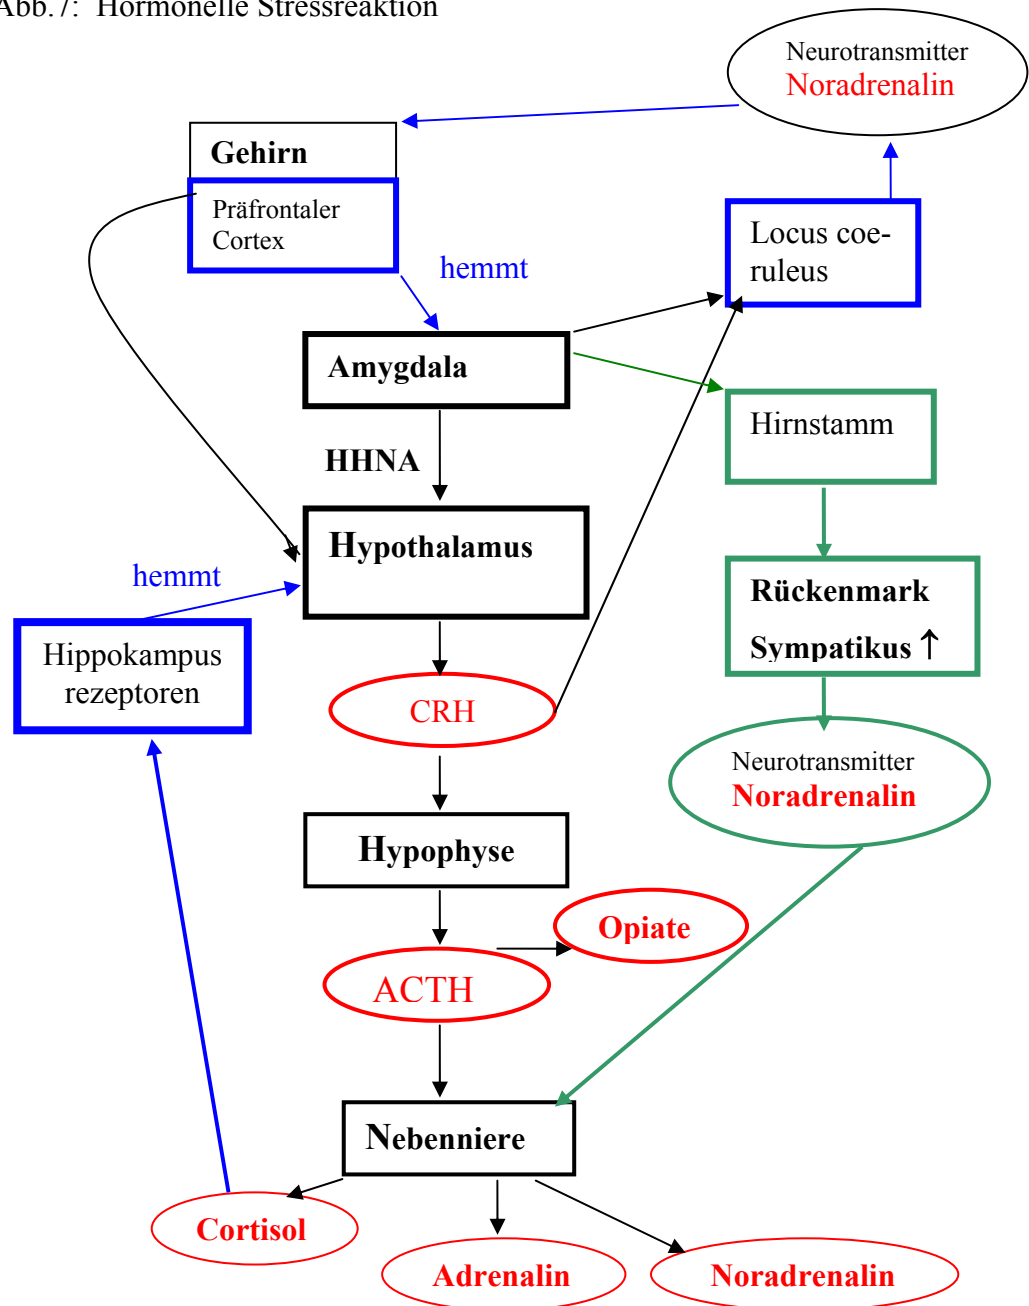 Abb. 7: Hormonelle Stressreaktion
Neurotransmitter
Noradrenalin
Gehirn
Präfrontaler
Cortex
hemmt
Locus coe-
ruleus
Amygdala
HHNA
Hirnstamm
Hypothalamus
hemmt
Rückenmark
Sympatikus ↑
Hippokampus
rezeptoren
CRH
Neurotransmitter
Noradrenalin
Hypophyse
Opiate
ACTH
Nebenniere
Cortisol
Adrenalin
Noradrenalin